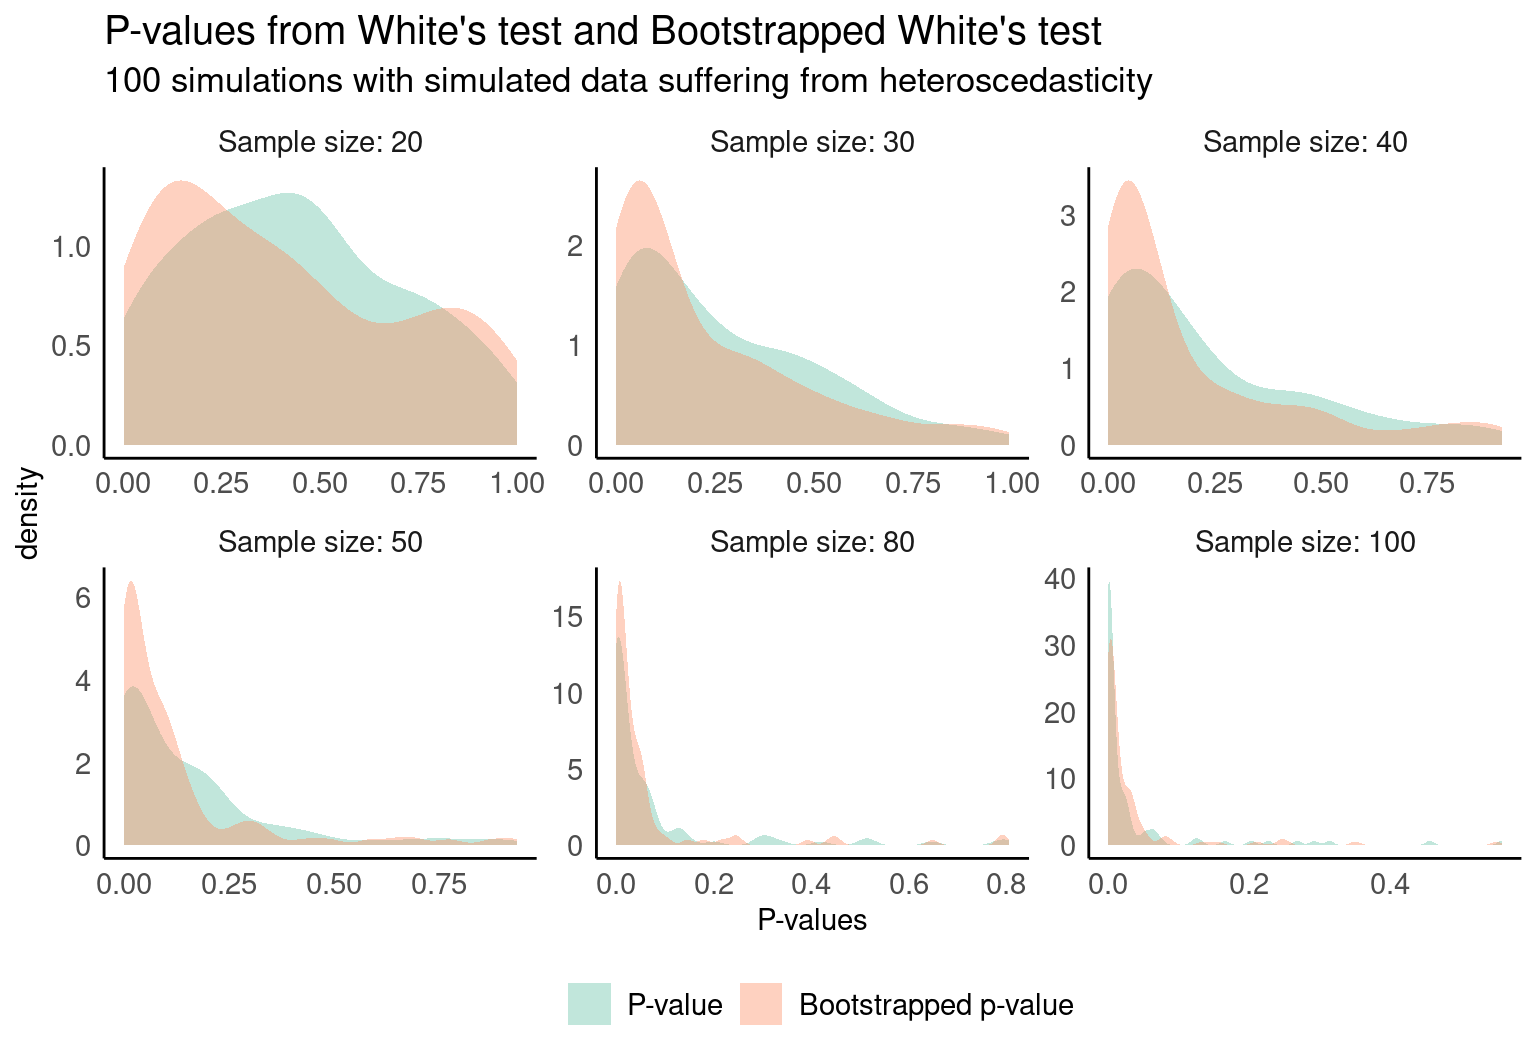 P-values from White's test and Bootstrapped White's test
100 simulations with simulated data suffering from heteroscedasticity
Sample size: 20
Sample size: 30
Sample size: 40
1.0
0.5
0.0
0.00 0.25 0.50 0.75 1.00
2
1
0
0.00 0.25 0.50 0.75 1.00
3
2
1
0
0.00 0.25 0.50 0.75
density
Sample size: 50
Sample size: 80
Sample size: 100
6
4
2
0
0.00 0.25 0.50 0.75
15
10
5
0
0.0 0.2 0.4 0.6 0.8
40
30
20
10
0
0.0 0.2 0.4
P-values
P-value
Bootstrapped p-value